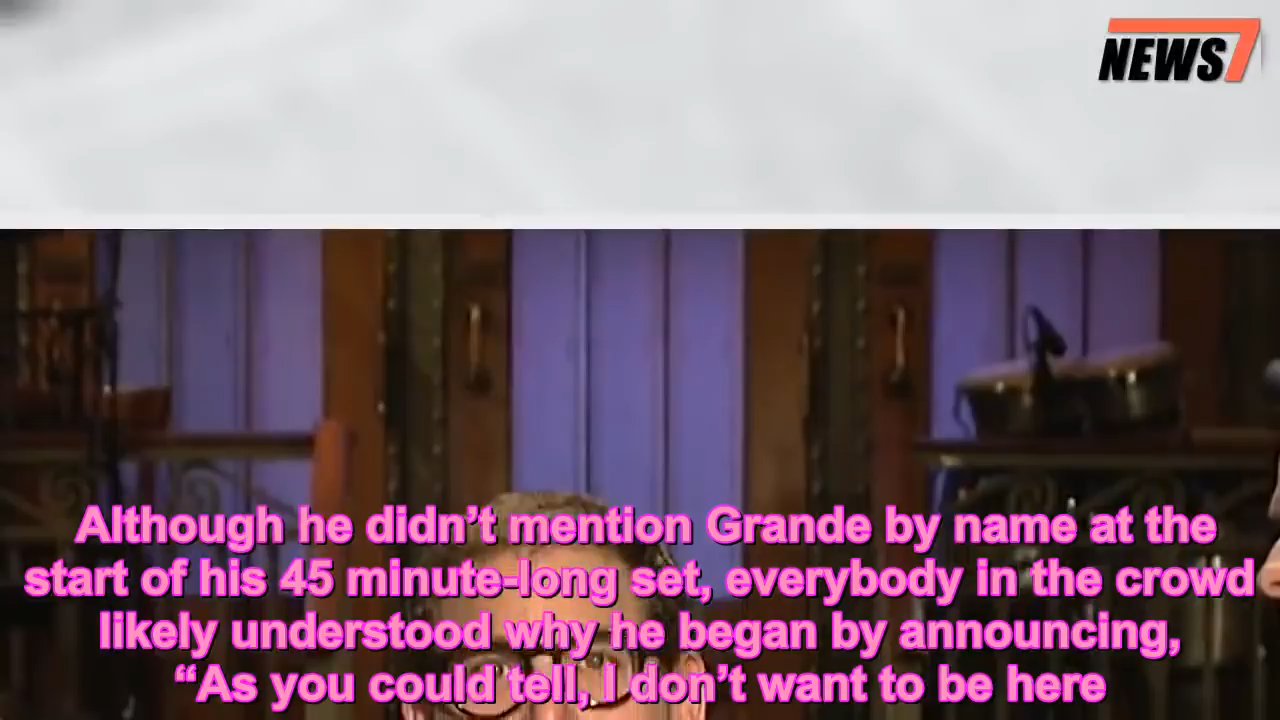 NEWS7
Although he didn’t mention Grande by name at the
start of his 45 minute-long set, everybody in the crowd
likely understood why he began by announcing,
“As you could tell, I don’t want to be here